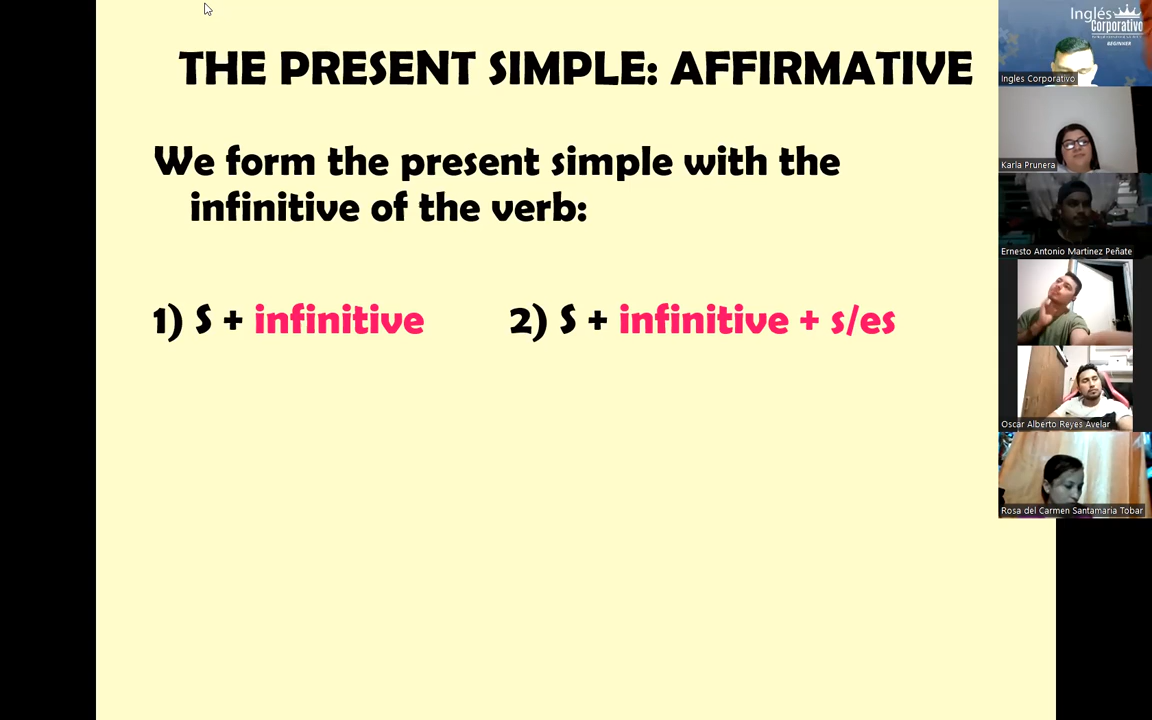 THE PRESENT SIMPLE: AFFIRMATIVE
We form the present simple with the
infinitive of the verb:
1) S + infinitive 2) S + infinitive + s/es
Inglés
Corporativo
BEGINNER
Ingles Corporativo
Karla Prunera
Ernesto Antonio Martinez Peñate
Oscar Alberto Reyes Avelar
Rosa del Carmen Santamaria Tobar